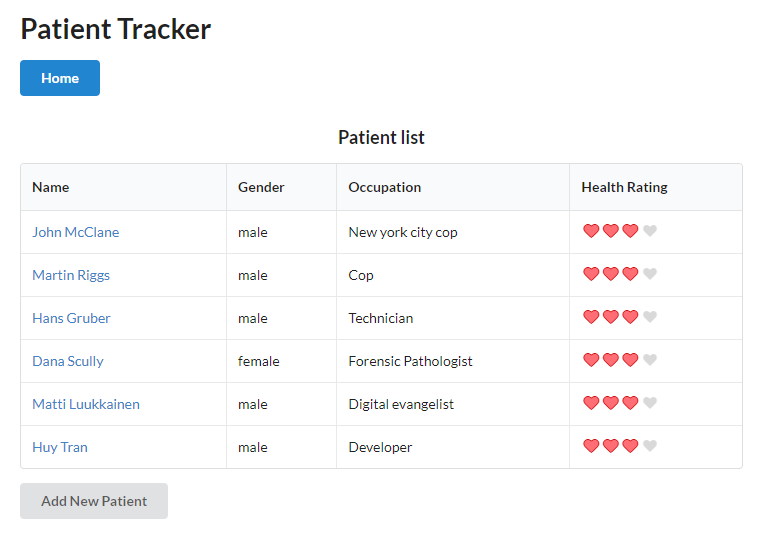 Patient Tracker
Home
Patient list
Name Gender Occupation Health Rating
John McClane male New york city cop
Martin Riggs male Cop
Hans Gruber male Technician
Dana Scully female Forensic Pathologist
Matti Luukkainen male Digital evangelist
Huy Tran male Developer
Add New Patient